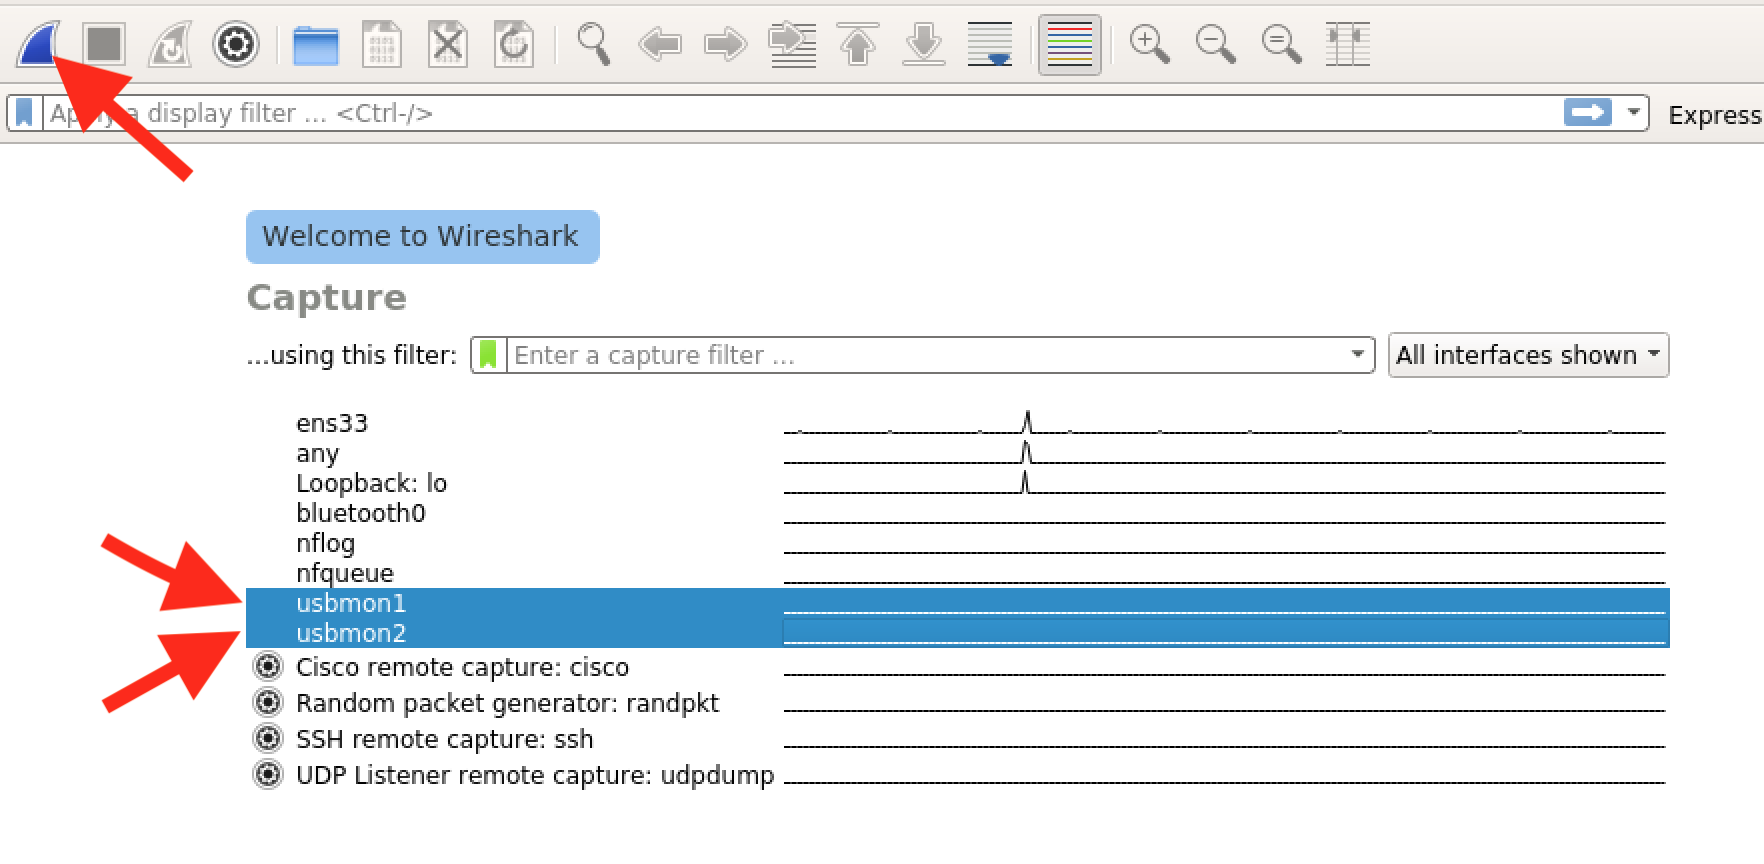 Apply a display filter ... <Ctrl-/>
Express
Welcome to Wireshark
Capture
...using this filter:
Enter a capture filter ...
All interfaces shown
ens33
any
Loopback: lo
bluetooth0
nflog
nfqueue
usbmon1
usbmon2
Cisco remote capture: cisco
Random packet generator: randpkt
SSH remote capture: ssh
UDP Listener remote capture: udpdump